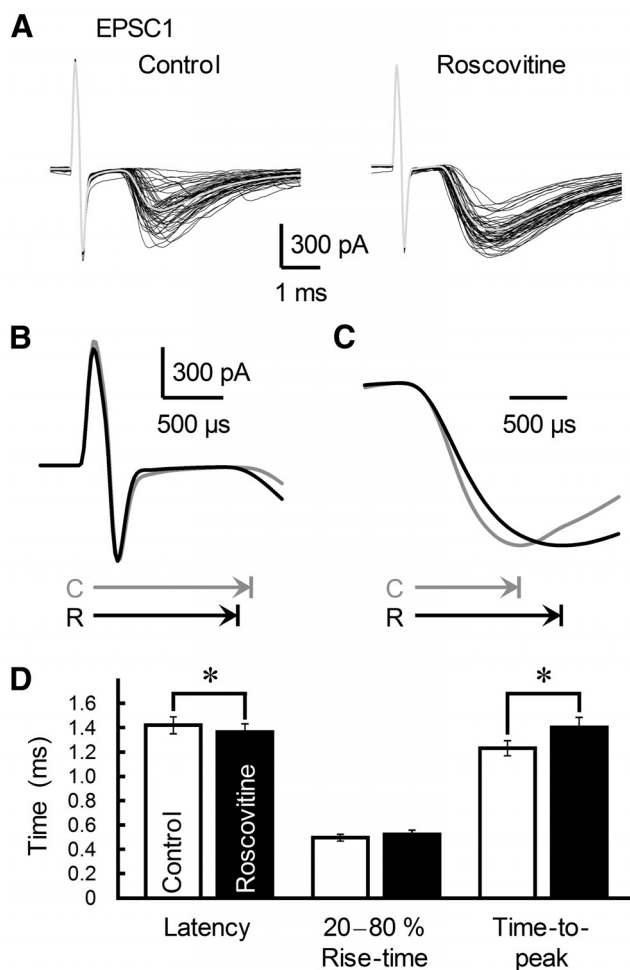 A
EPSC1
Control
Roscovitine
300 pA
1 ms
B
C
300 pA
500 µs
500 µs
C
R
C
R
D
*
*
Time (ms)
1.6
1.4
1.2
1.0
0.8
0.6
0.4
0.2
0
Control
Roscovitine
Latency
20–80 %
Rise-time
Time-to-
peak